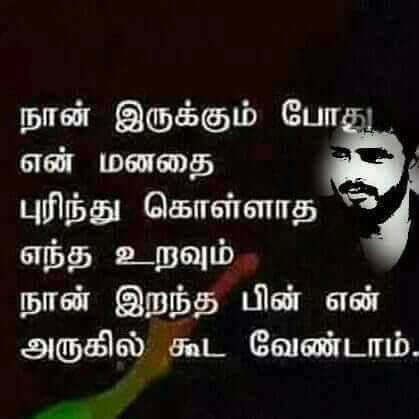 நான் இருக்கும் போது
என் மனதை
புரிந்து கொள்ளாத
எந்த உறவும்
நான் இறந்த பின் என்
அருகில் கூட வேண்டாம்.